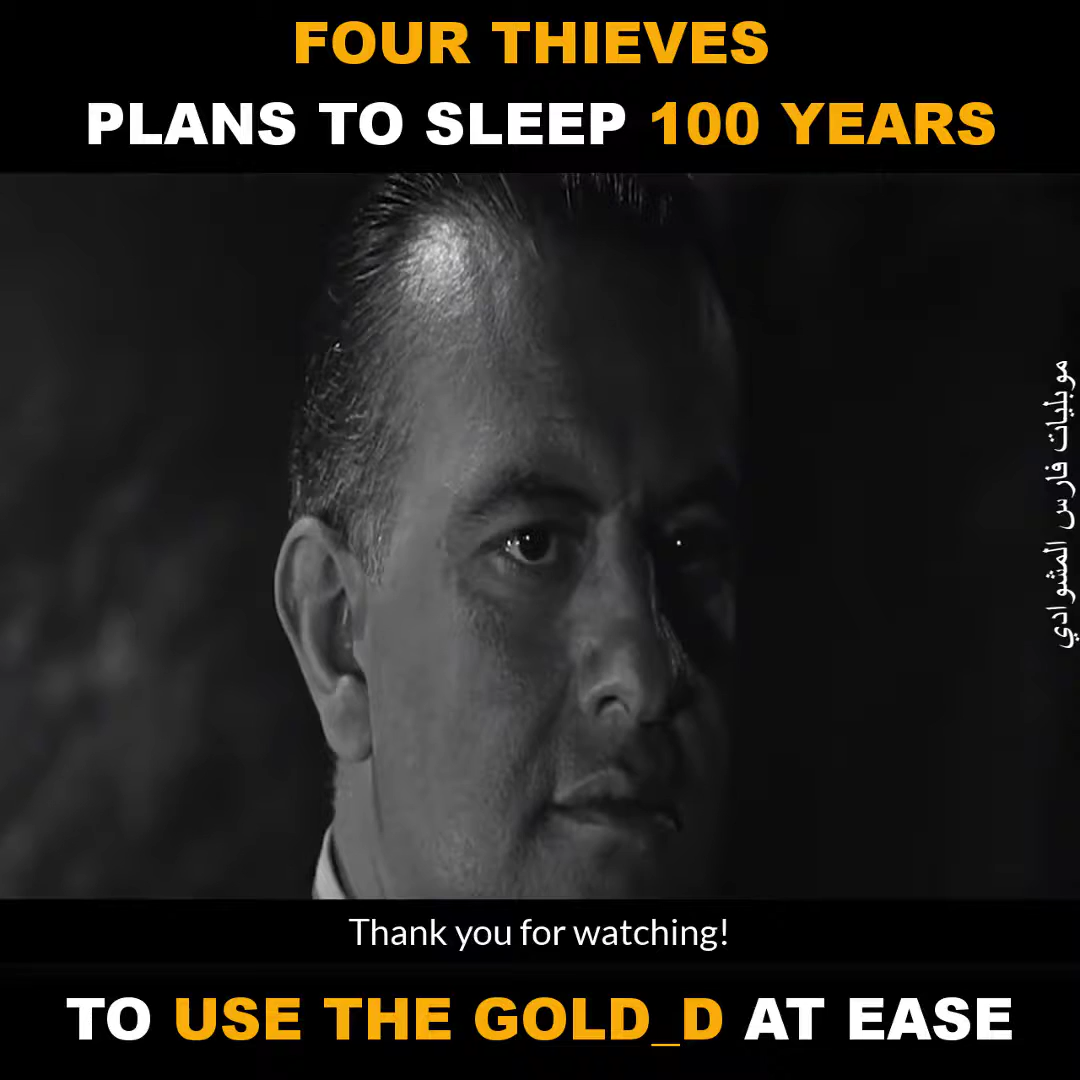 FOUR THIEVES
PLANS TO SLEEP 100 YEARS
موبليات فارس المشوادي
Thank you for watching!
TO USE THE GOLD_D AT EASE